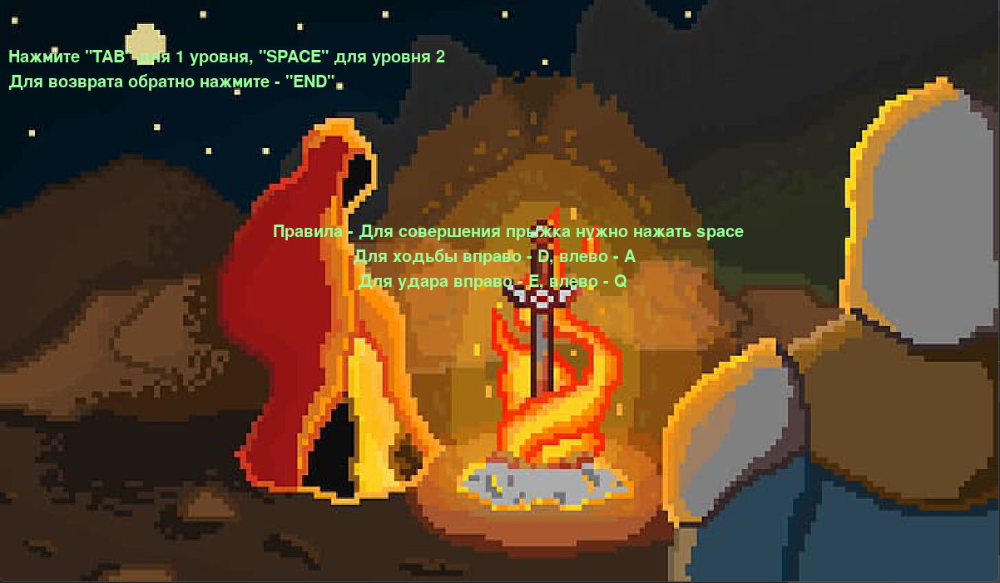 Нажмите "TAB" для 1 уровня, "SPACE" для уровня 2
Для возврата обратно нажмите - "END"
Правила - Для совершения прыжка нужно нажать space
Для ходьбы вправо - D, влево - A
Для удара вправо - E, влево - Q